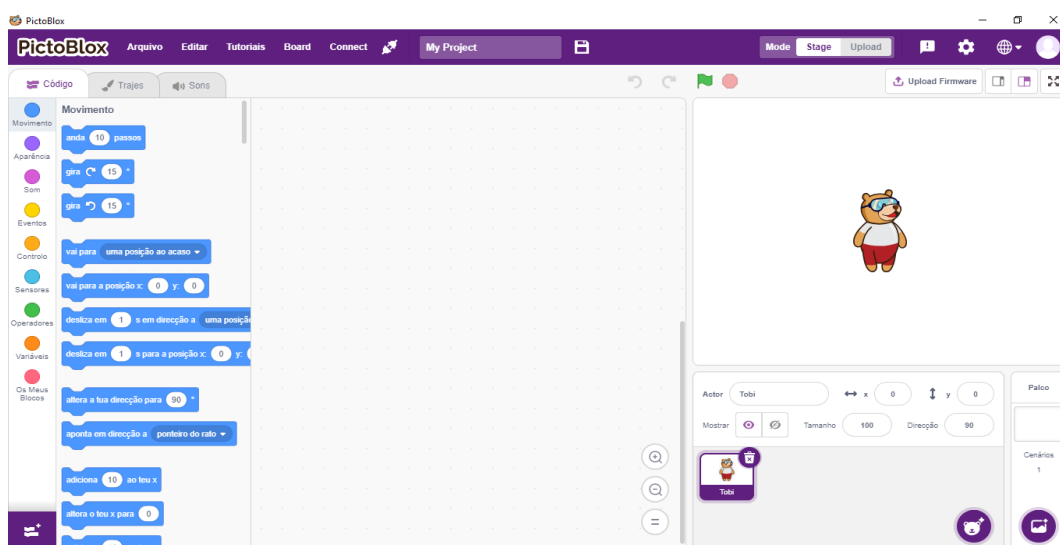 PictoBlox
PictoBlox Arquivo Editar Tutoriais Board Connect My Project Mode Stage Upload
Código Trajes Sons Upload Firmware
Movimento
Aparência
Som
Eventos
Controlo
Sensores
Operadores
Variáveis
Os Meus
Blocos
Movimento
anda 10 passos
gira 15 °
gira 15 °
vai para uma posição ao acaso
vai para a posição x: 0 y: 0
desliza em 1 s em direcção a uma posiçã
desliza em 1 s para a posição x: 0 y:
altera a tua direcção para 90 °
aponta em direcção a ponteiro do rato
adiciona 10 ao teu x
altera o teu x para 0
Actor Tobi x 0 y 0
Mostrar Tamanho 100 Direcção 90
Tobi
Palco
Cenários
1